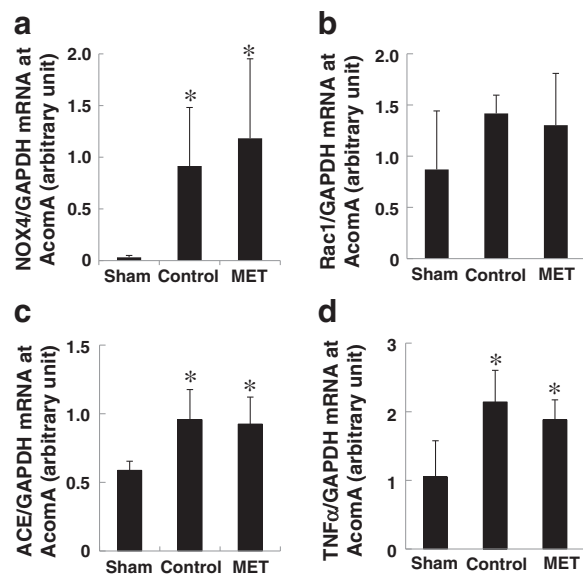 a
NOX4/GAPDH mRNA at
AcomA (arbitrary unit)
2.0
1.5
1.0
0.5
0
*
*
Sham Control MET
b
Rac1/GAPDH mRNA at
AcomA (arbitrary unit)
2.0
1.5
1.0
0.5
0
Sham Control MET
c
ACE/GAPDH mRNA at
AcomA (arbitrary unit)
1.5
1.0
0.5
0
*
*
Sham Control MET
d
TNFα/GAPDH mRNA at
AcomA (arbitrary unit)
3
2
1
0
*
*
Sham Control MET